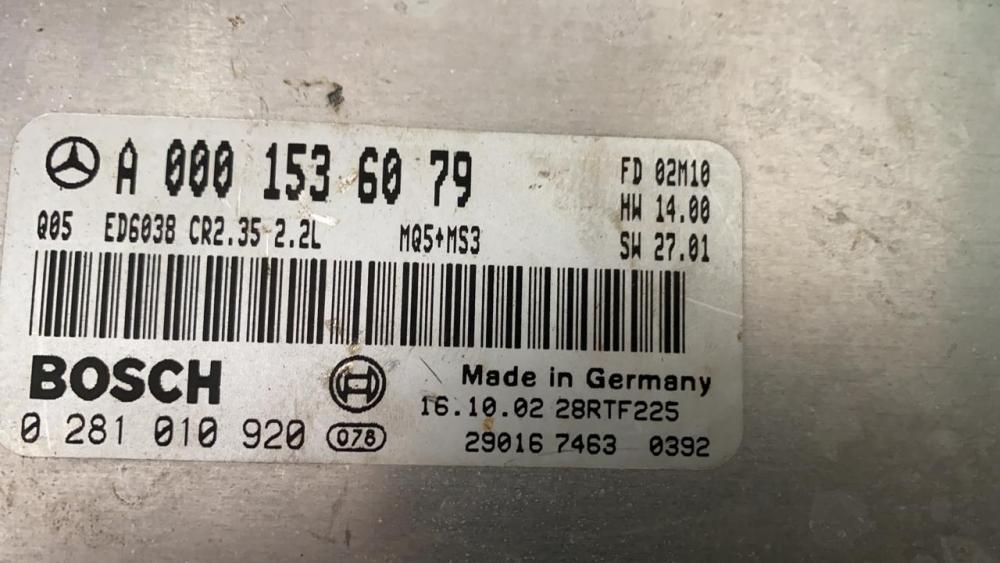 A 000 153 60 79
FD 02M10
HW 14.00
SW 27.01
Q05 ED6038 CR2.35 2.2L MQ5+MS3
BOSCH
Made in Germany
16.10.02 28RTF225
0 281 010 920 078
29016 7463 0392